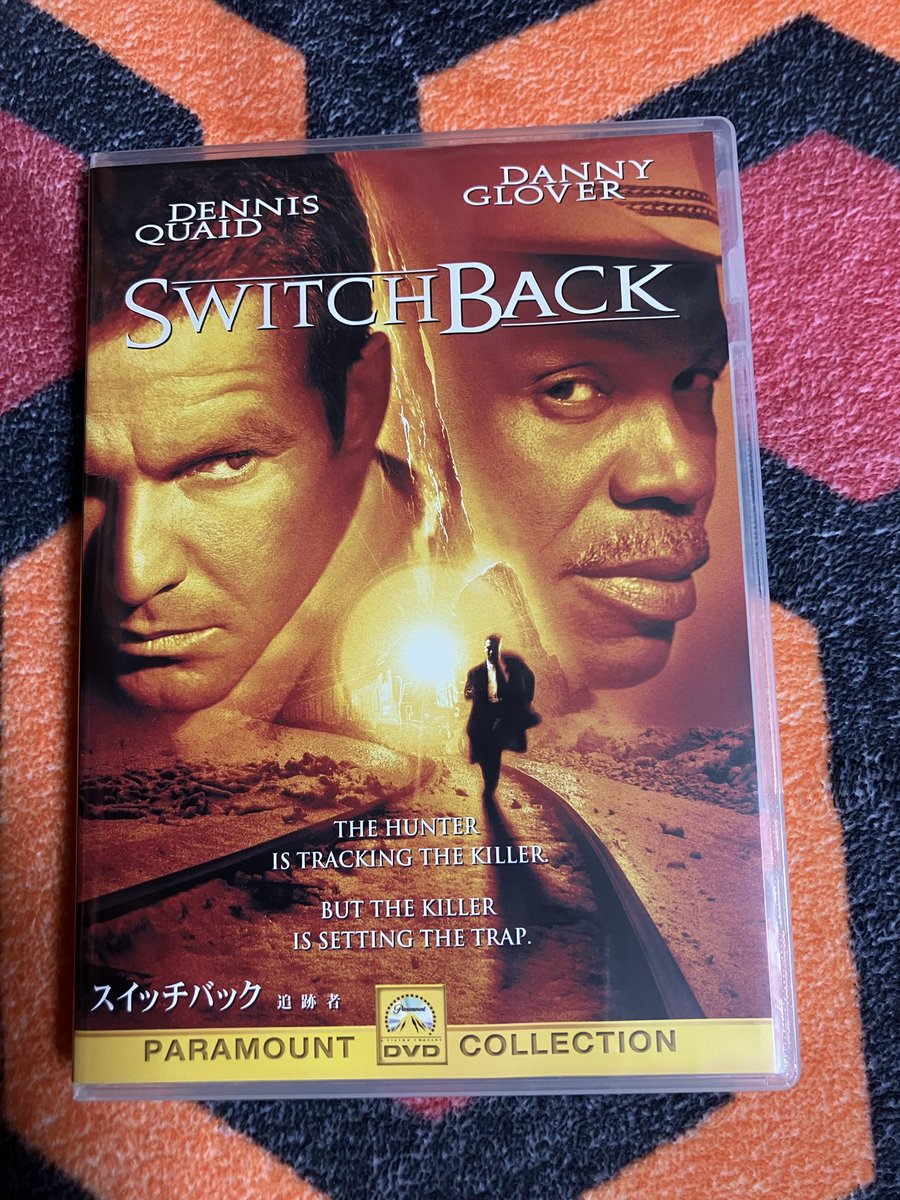 DENNIS
QUAID
DANNY
GLOVER
SWITCHBACK
THE HUNTER
IS TRACKING THE KILLER.
BUT THE KILLER
IS SETTING THE TRAP.
スイッチバック 追跡者
PARAMOUNT
Paramount
DVD
COLLECTION